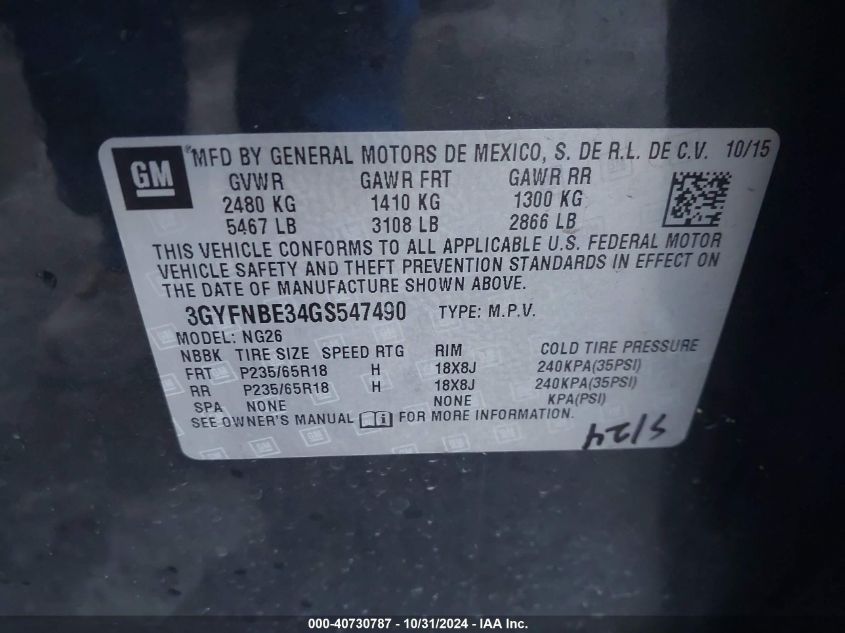 GM
®MFD BY GENERAL MOTORS DE MEXICO, S. DE R.L. DE C.V. 10/15
GVWR GAWR FRT GAWR RR
2480 KG 1410 KG 1300 KG
5467 LB 3108 LB 2866 LB
THIS VEHICLE CONFORMS TO ALL APPLICABLE U.S. FEDERAL MOTOR
VEHICLE SAFETY AND THEFT PREVENTION STANDARDS IN EFFECT ON
THE DATE OF MANUFACTURE SHOWN ABOVE.
3GYFNBE34GS547490 TYPE: M.P.V.
MODEL: NG26
NBBK TIRE SIZE SPEED RTG RIM COLD TIRE PRESSURE
FRT P235/65R18 H 18X8J 240KPA(35PSI)
RR P235/65R18 H 18X8J 240KPA(35PSI)
SPA NONE NONE KPA(PSI)
SEE OWNER'S MANUAL i FOR MORE INFORMATION.
5/24
000-40730787 - 10/31/2024 - IAA Inc.